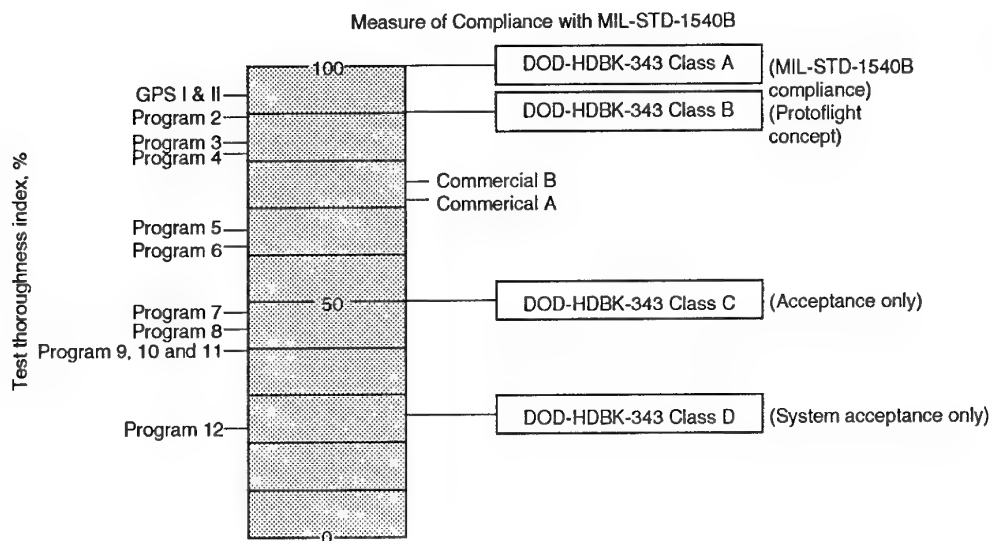 Measure of Compliance with MIL-STD-1540B
100
DOD-HDBK-343 Class A
(MIL-STD-1540B
compliance)
GPS I & II
Program 2
DOD-HDBK-343 Class B
(Protoflight
concept)
Program 3
Program 4
Commercial B
Commerical A
Program 5
Program 6
Test thoroughness index, %
50
DOD-HDBK-343 Class C
(Acceptance only)
Program 7
Program 8
Program 9, 10 and 11
Program 12
DOD-HDBK-343 Class D
(System acceptance only)
0